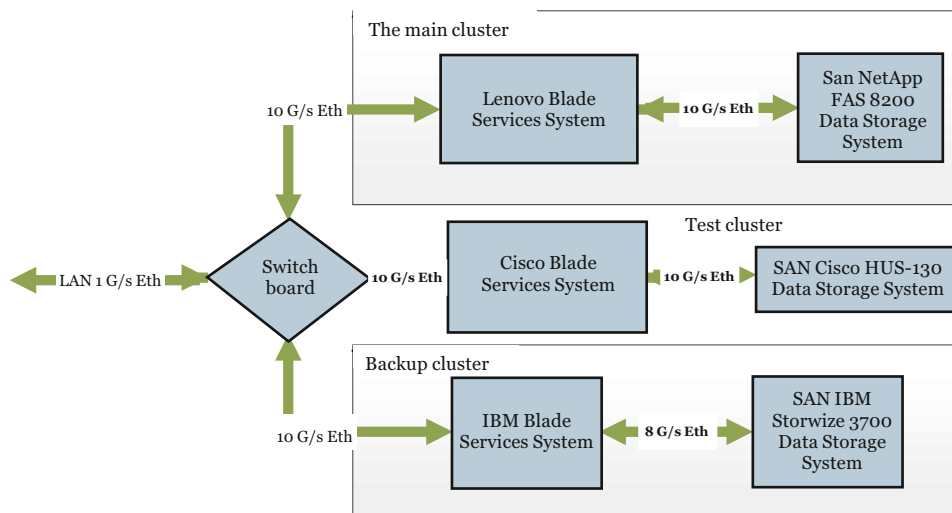 The main cluster
Lenovo Blade
Services System
10 G/s Eth
San NetApp
FAS 8200
Data Storage
System
10 G/s Eth
Test cluster
LAN 1 G/s Eth
Switch
board
10 G/s Eth
Cisco Blade
Services System
10 G/s Eth
SAN Cisco HUS-130
Data Storage System
Backup cluster
10 G/s Eth
IBM Blade
Services System
8 G/s Eth
SAN IBM
Storwize 3700
Data Storage
System